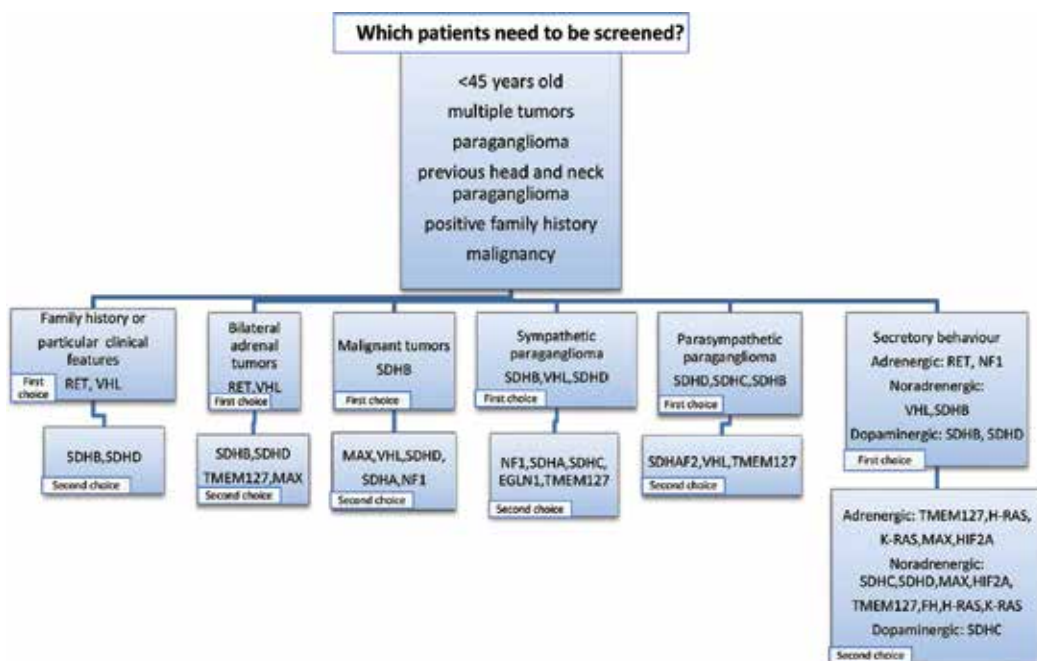 Which patients need to be screened?
<45 years old
multiple tumors
paraganglioma
previous head and neck
paraganglioma
positive family history
malignancy
Family history or
particular clinical
features
RET, VHL
First
choice
SDHB,SDHD
Second choice
Bilateral
adrenal
tumors
RET,VHL
First choice
SDHB,SDHD
TMEM127,MAX
Second choice
Malignant tumors
SDHB
First choice
MAX,VHL,SDHD,
SDHA,NF1
Second choice
Sympathetic
paraganglioma
SDHB,VHL,SDHD
First choice
NF1,SDHA,SDHC,
EGLN1,TMEM127
Second choice
Parasympathetic
paraganglioma
SDHD,SDHC,SDHB
First choice
SDHAF2,VHL,TMEM127
Second choice
Secretory behaviour
Adrenergic: RET, NF1
Noradrenergic:
VHL,SDHB
Dopaminergic: SDHB, SDHD
First choice
Adrenergic: TMEM127,H-RAS,
K-RAS,MAX,HIF2A
Noradrenergic:
SDHC,SDHD,MAX,HIF2A,
TMEM127,FH,H-RAS,K-RAS
Dopaminergic: SDHC
Second choice